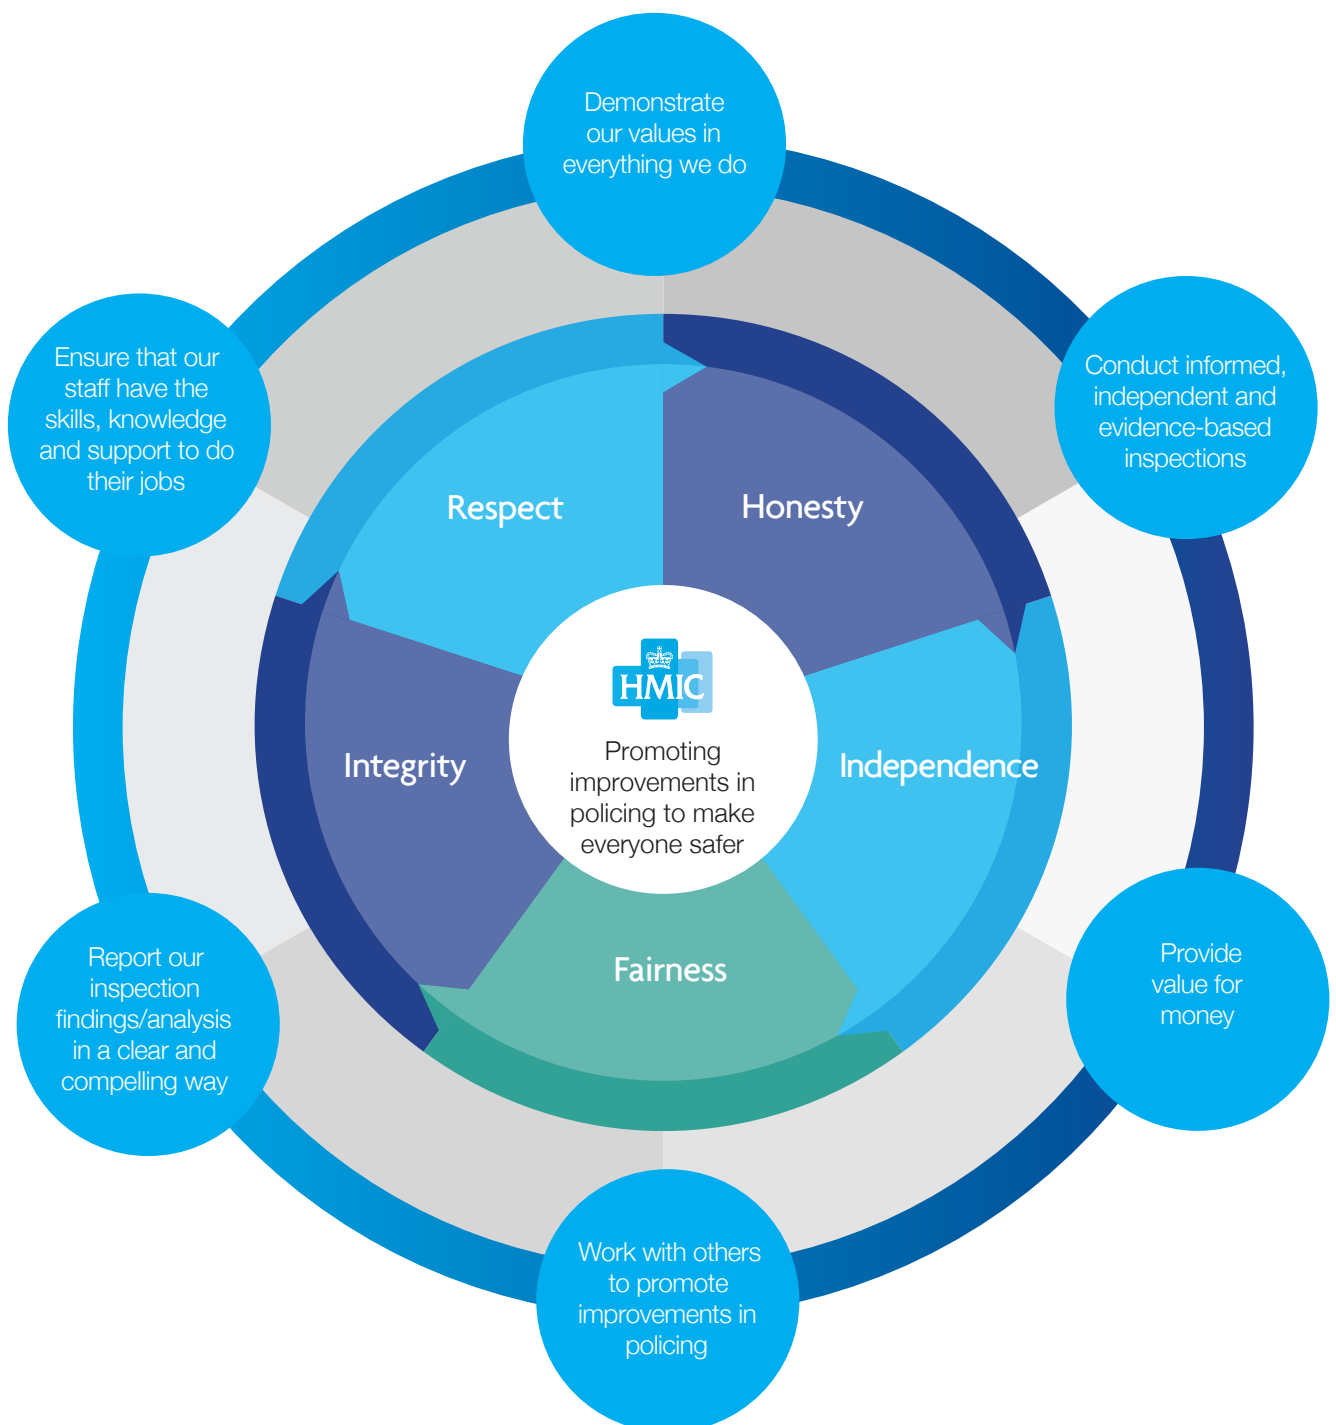 Demonstrate
our values in
everything we do
Conduct informed,
independent and
evidence-based
inspections
Provide
value for
money
Work with others
to promote
improvements in
policing
Report our
inspection
findings/analysis
in a clear and
compelling way
Ensure that our
staff have the
skills, knowledge
and support to do
their jobs
Respect
Honesty
Independence
Fairness
Integrity
HMIC
Promoting
improvements in
policing to make
everyone safer